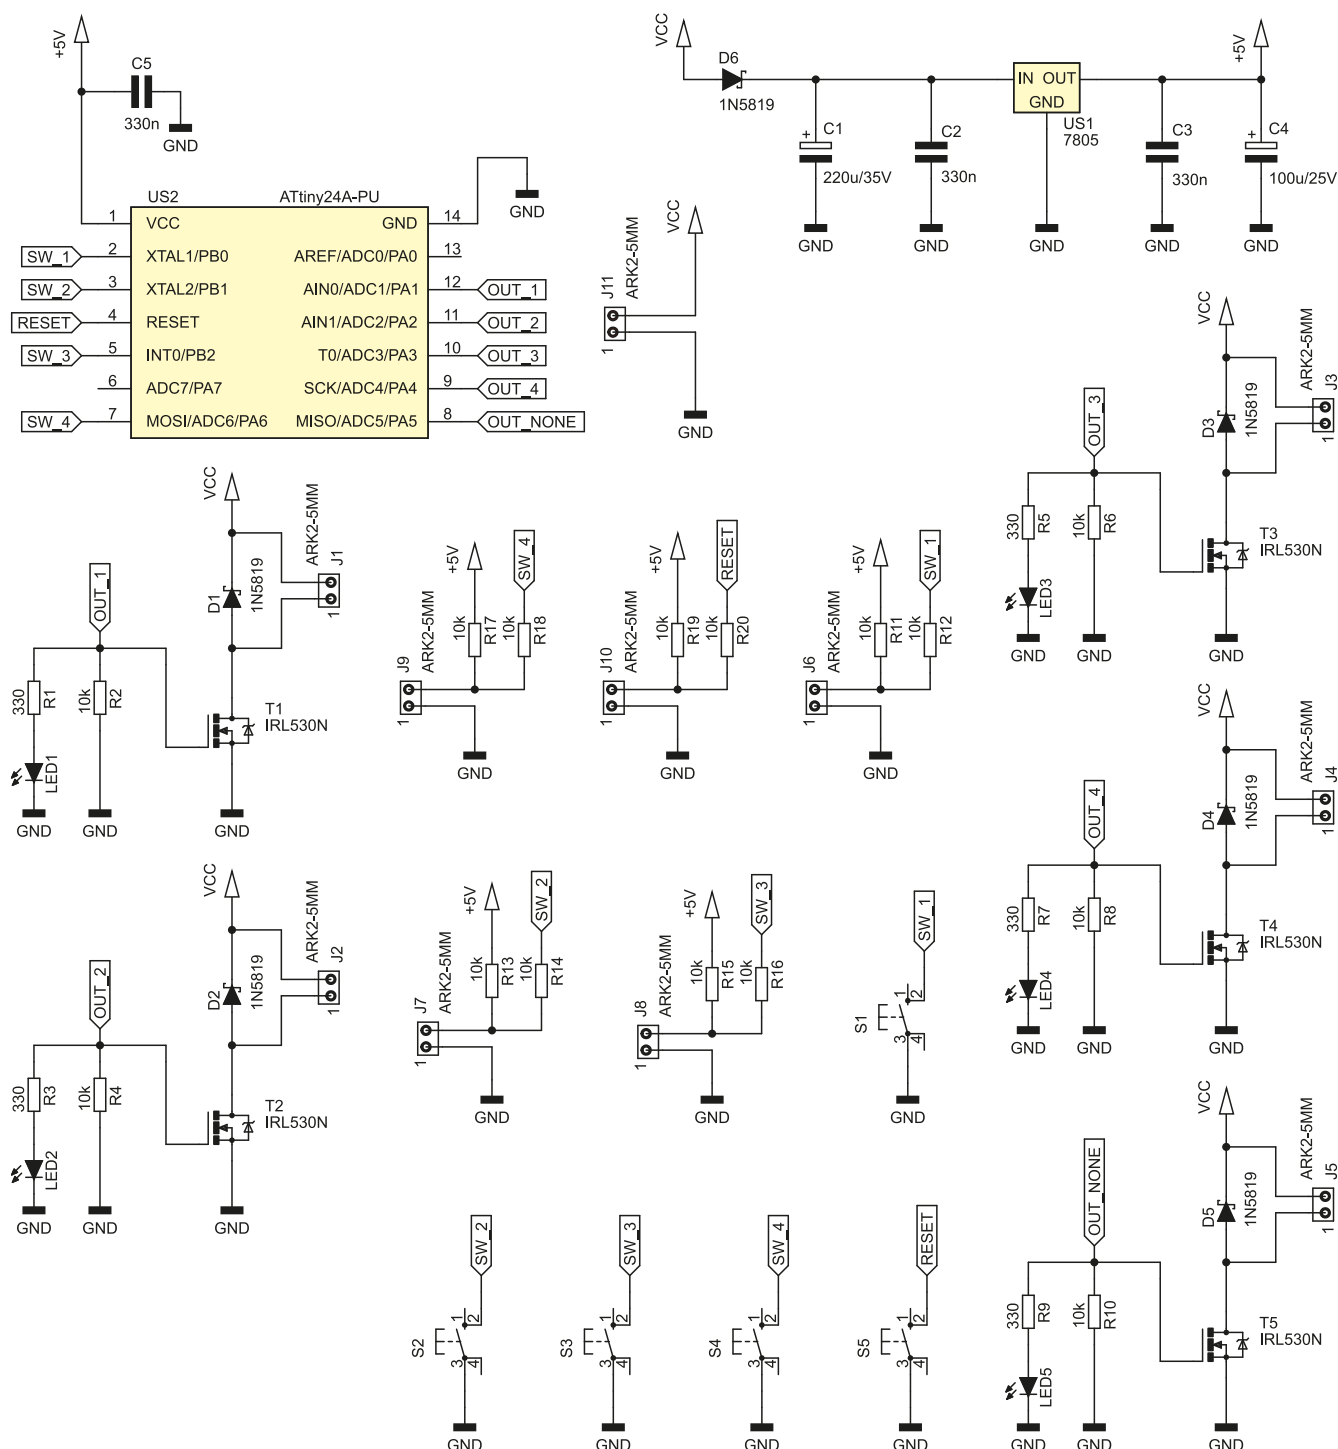 +5V
C5
330n
GND
VCC
D6
1N5819
C1
+
220u/35V
GND
C2
330n
GND
IN OUT
GND
US1
7805
GND
C3
330n
GND
+5V
C4
+
100u/25V
GND
US2
ATtiny24A-PU
1 VCC
SW_1 2 XTAL1/PB0
SW_2 3 XTAL2/PB1
RESET 4 RESET
SW_3 5 INT0/PB2
6 ADC7/PA7
SW_4 7 MOSI/ADC6/PA6
GND 14
GND
AREF/ADC0/PA0 13
AIN0/ADC1/PA1 12 OUT_1
AIN1/ADC2/PA2 11 OUT_2
T0/ADC3/PA3 10 OUT_3
SCK/ADC4/PA4 9 OUT_4
MISO/ADC5/PA5 8 OUT_NONE
VCC
J11
ARK2-5MM
1
GND
VCC
ARK2-5MM
J3
1
D3
1N5819
OUT_3
330
R5
10k
R6
LED3
T3
IRL530N
GND
GND
GND
VCC
ARK2-5MM
J1
1
D1
1N5819
OUT_1
330
R1
10k
R2
LED1
T1
IRL530N
GND
GND
GND
+5V
SW_4
10k
R17
10k
R18
J9
ARK2-5MM
1
GND
+5V
RESET
10k
R19
10k
R20
J10
ARK2-5MM
1
GND
+5V
SW_1
10k
R11
10k
R12
J6
ARK2-5MM
1
GND
VCC
ARK2-5MM
J4
1
D4
1N5819
OUT_4
330
R7
10k
R8
LED4
T4
IRL530N
GND
GND
GND
VCC
ARK2-5MM
J2
1
D2
1N5819
OUT_2
330
R3
10k
R4
LED2
T2
IRL530N
GND
GND
GND
+5V
SW_2
10k
R13
10k
R14
J7
ARK2-5MM
1
GND
+5V
SW_3
10k
R15
10k
R16
J8
ARK2-5MM
1
GND
SW_1
S1
1
2
3
4
GND
VCC
ARK2-5MM
J5
1
D5
1N5819
OUT_NONE
330
R9
10k
R10
LED5
T5
IRL530N
GND
GND
GND
SW_2
S2
1
2
3
4
GND
SW_3
S3
1
2
3
4
GND
SW_4
S4
1
2
3
4
GND
RESET
S5
1
2
3
4
GND